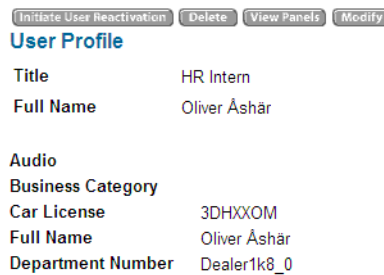 Initiate User Reactivation Delete View Panels Modify
User Profile
Title HR Intern
Full Name Oliver Åshär
Audio
Business Category
Car License 3DHXXOM
Full Name Oliver Åshär
Department Number Dealer1k8_0